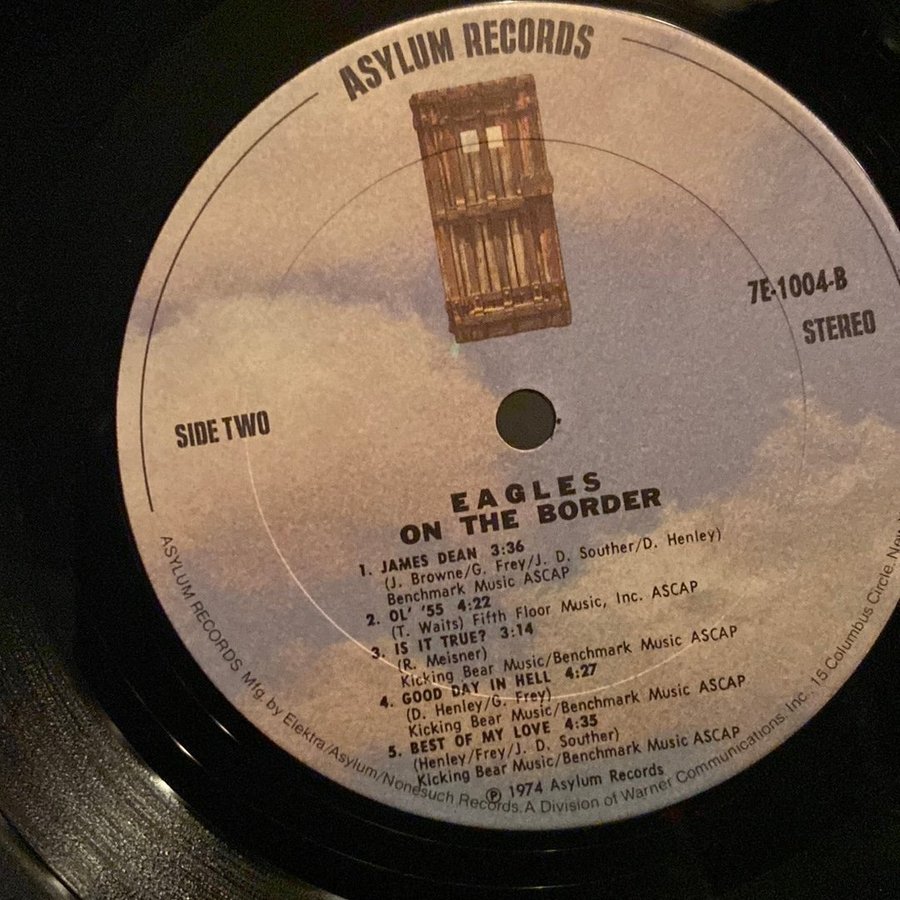 ASYLUM RECORDS
7E-1004-B
STEREO
SIDE TWO
EAGLES
ON THE BORDER
1. JAMES DEAN 3:36
(J. Browne/G. Frey/J. D. Souther/D. Henley)
Benchmark Music ASCAP
2. OL' '55 4:22
(T. Waits) Fifth Floor Music, Inc. ASCAP
3. IS IT TRUE? 3:14
(R. Meisner)
Kicking Bear Music/Benchmark Music ASCAP
4. GOOD DAY IN HELL 4:27
(D. Henley/G. Frey)
Kicking Bear Music/Benchmark Music ASCAP
5. BEST OF MY LOVE 4:35
(Henley/Frey/J. D. Souther)
Kicking Bear Music/Benchmark Music ASCAP
℗ 1974 Asylum Records
ASYLUM RECORDS Mfg. by Elektra/Asylum/Nonesuch Records. A Division of Warner Communications. Inc., 15 Columbus Circle.